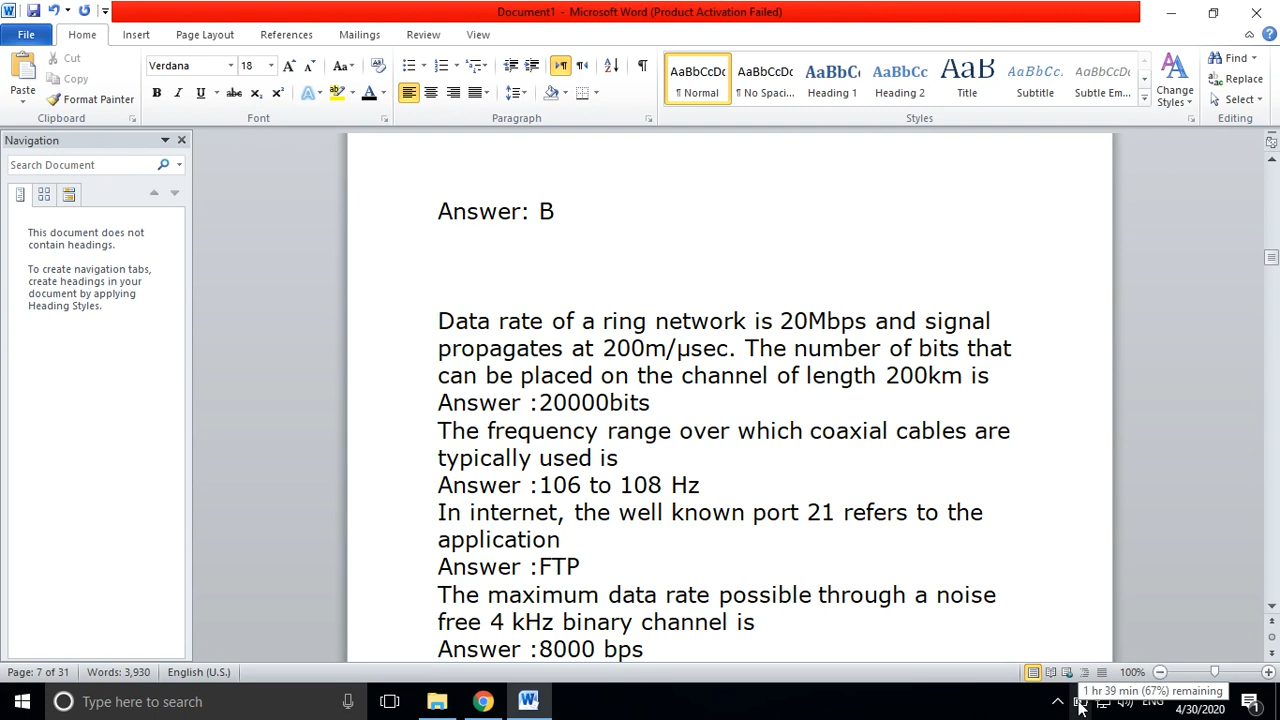 Document1 - Microsoft Word (Product Activation Failed)
File Home Insert Page Layout References Mailings Review View
Paste
Cut
Copy
Format Painter
Clipboard
Verdana 18
Font
Paragraph
AaBbCcDc AaBbCcDc AaBbC AaBbCc AaB AaBbCc. AaBbCcDc
¶ Normal ¶ No Spaci... Heading 1 Heading 2 Title Subtitle Subtle Em...
Change
Styles
Styles
Find
Replace
Select
Editing
Navigation
Search Document
This document does not
contain headings.
To create navigation tabs,
create headings in your
document by applying
Heading Styles.
Answer: B
Data rate of a ring network is 20Mbps and signal
propagates at 200m/µsec. The number of bits that
can be placed on the channel of length 200km is
Answer :20000bits
The frequency range over which coaxial cables are
typically used is
Answer :106 to 108 Hz
In internet, the well known port 21 refers to the
application
Answer :FTP
The maximum data rate possible through a noise
free 4 kHz binary channel is
Answer :8000 bps
Page: 7 of 31 Words: 3,930 English (U.S.) 100%
1 hr 39 min (67%) remaining
Type here to search
ENG
4/30/2020